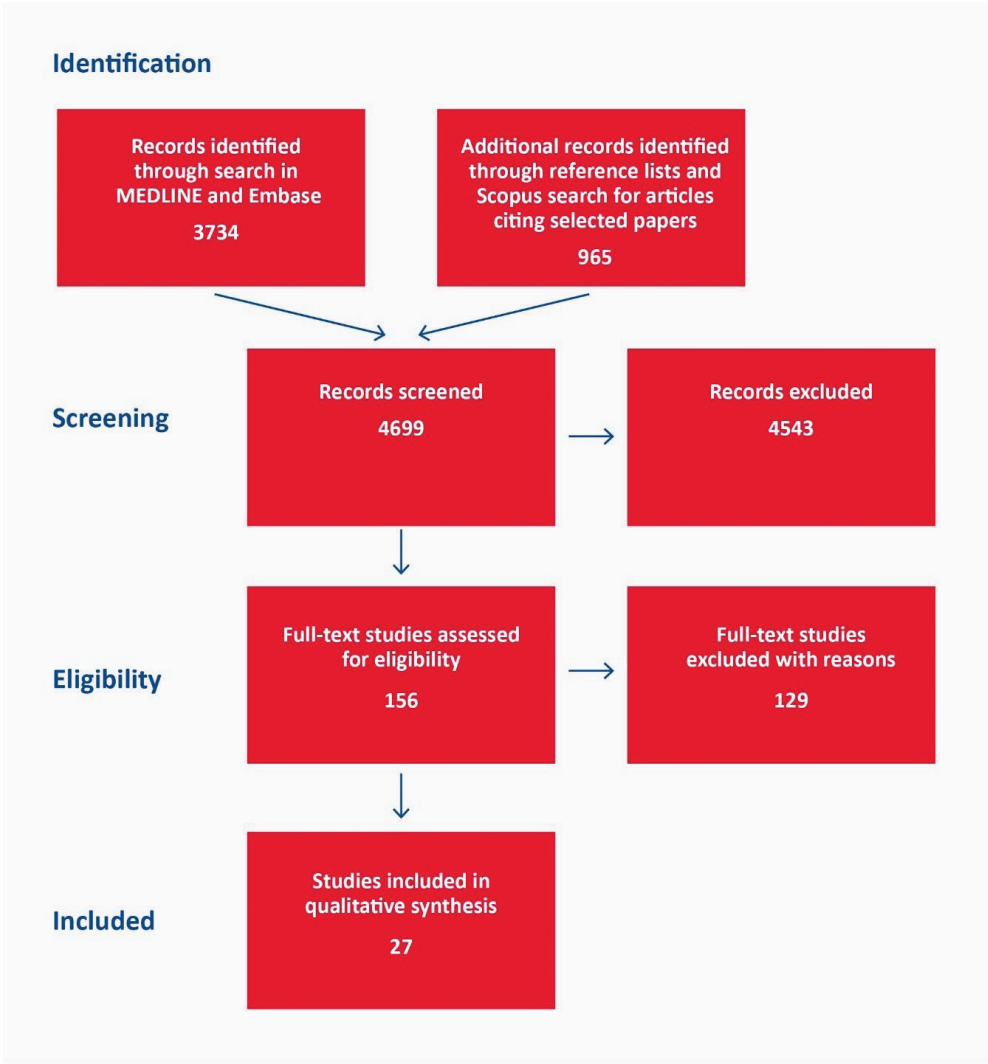 Identification
Records identified
through search in
MEDLINE and Embase
3734
Additional records identified
through reference lists and
Scopus search for articles
citing selected papers
965
Screening
Records screened
4699
Records excluded
4543
Eligibility
Full-text studies assessed
for eligibility
156
Full-text studies
excluded with reasons
129
Included
Studies included in
qualitative synthesis
27